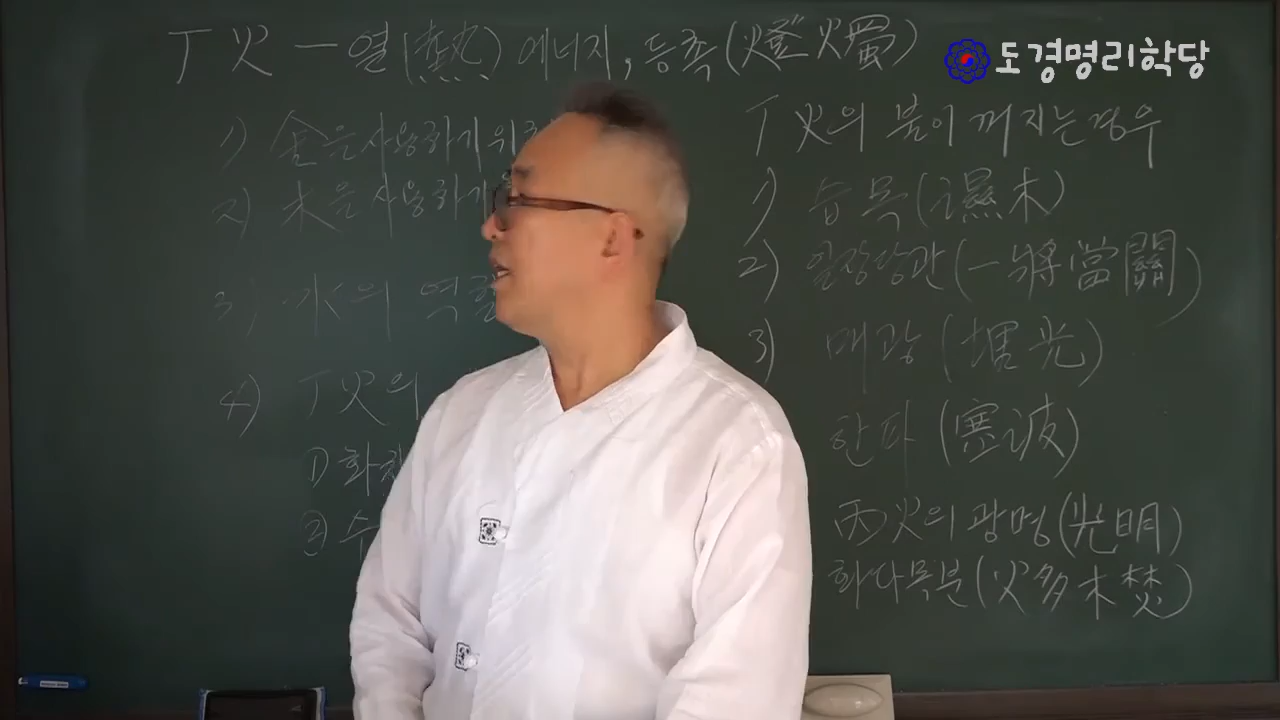 丁火 - 열(熱) 에너지, 등촉(燈燭)
도경명리학당
1) 金은 사용하기 위
2) 木은 사용하기
3) 水의 역할
4) 丁火의
① 화
③ 수
丁火의 불이 꺼지는 경우
1) 습목(濕木)
2) 일장당관(一將當關)
3) 매광(埋光)
한파(寒波)
丙火의 광명(光明)
화다목분(火多木焚)